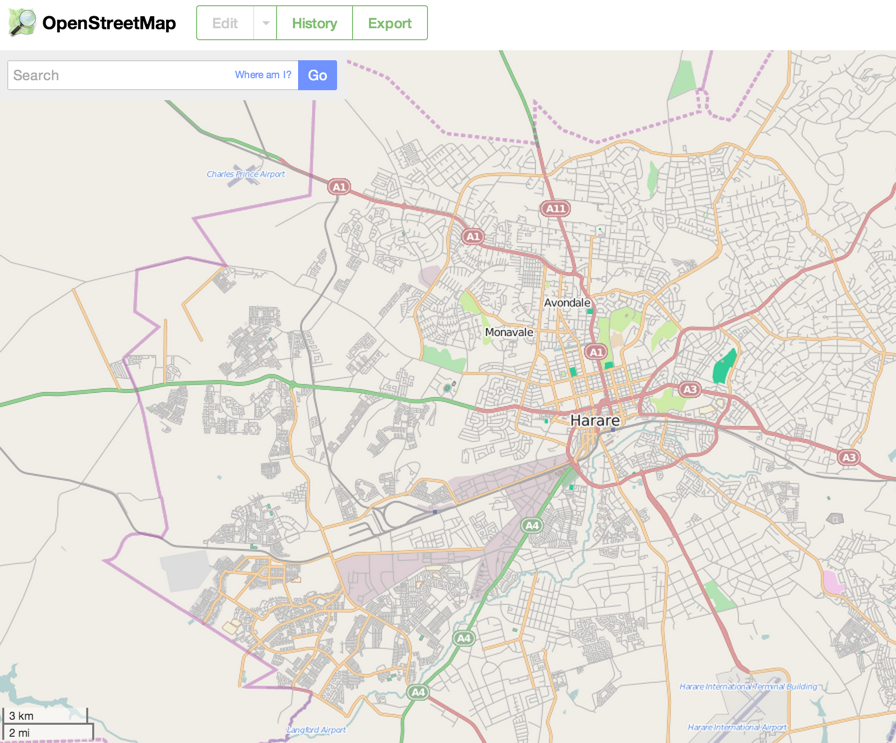 OpenStreetMap
Edit
History
Export
Search
Where am I?
Go
Charles Prince Airport
A1
A11
A1
Avondale
Monavale
A1
A3
Harare
A3
A4
A4
Harare International Terminal Building
A4
3 km
Harare International Airport
Langford Airport
2 mi